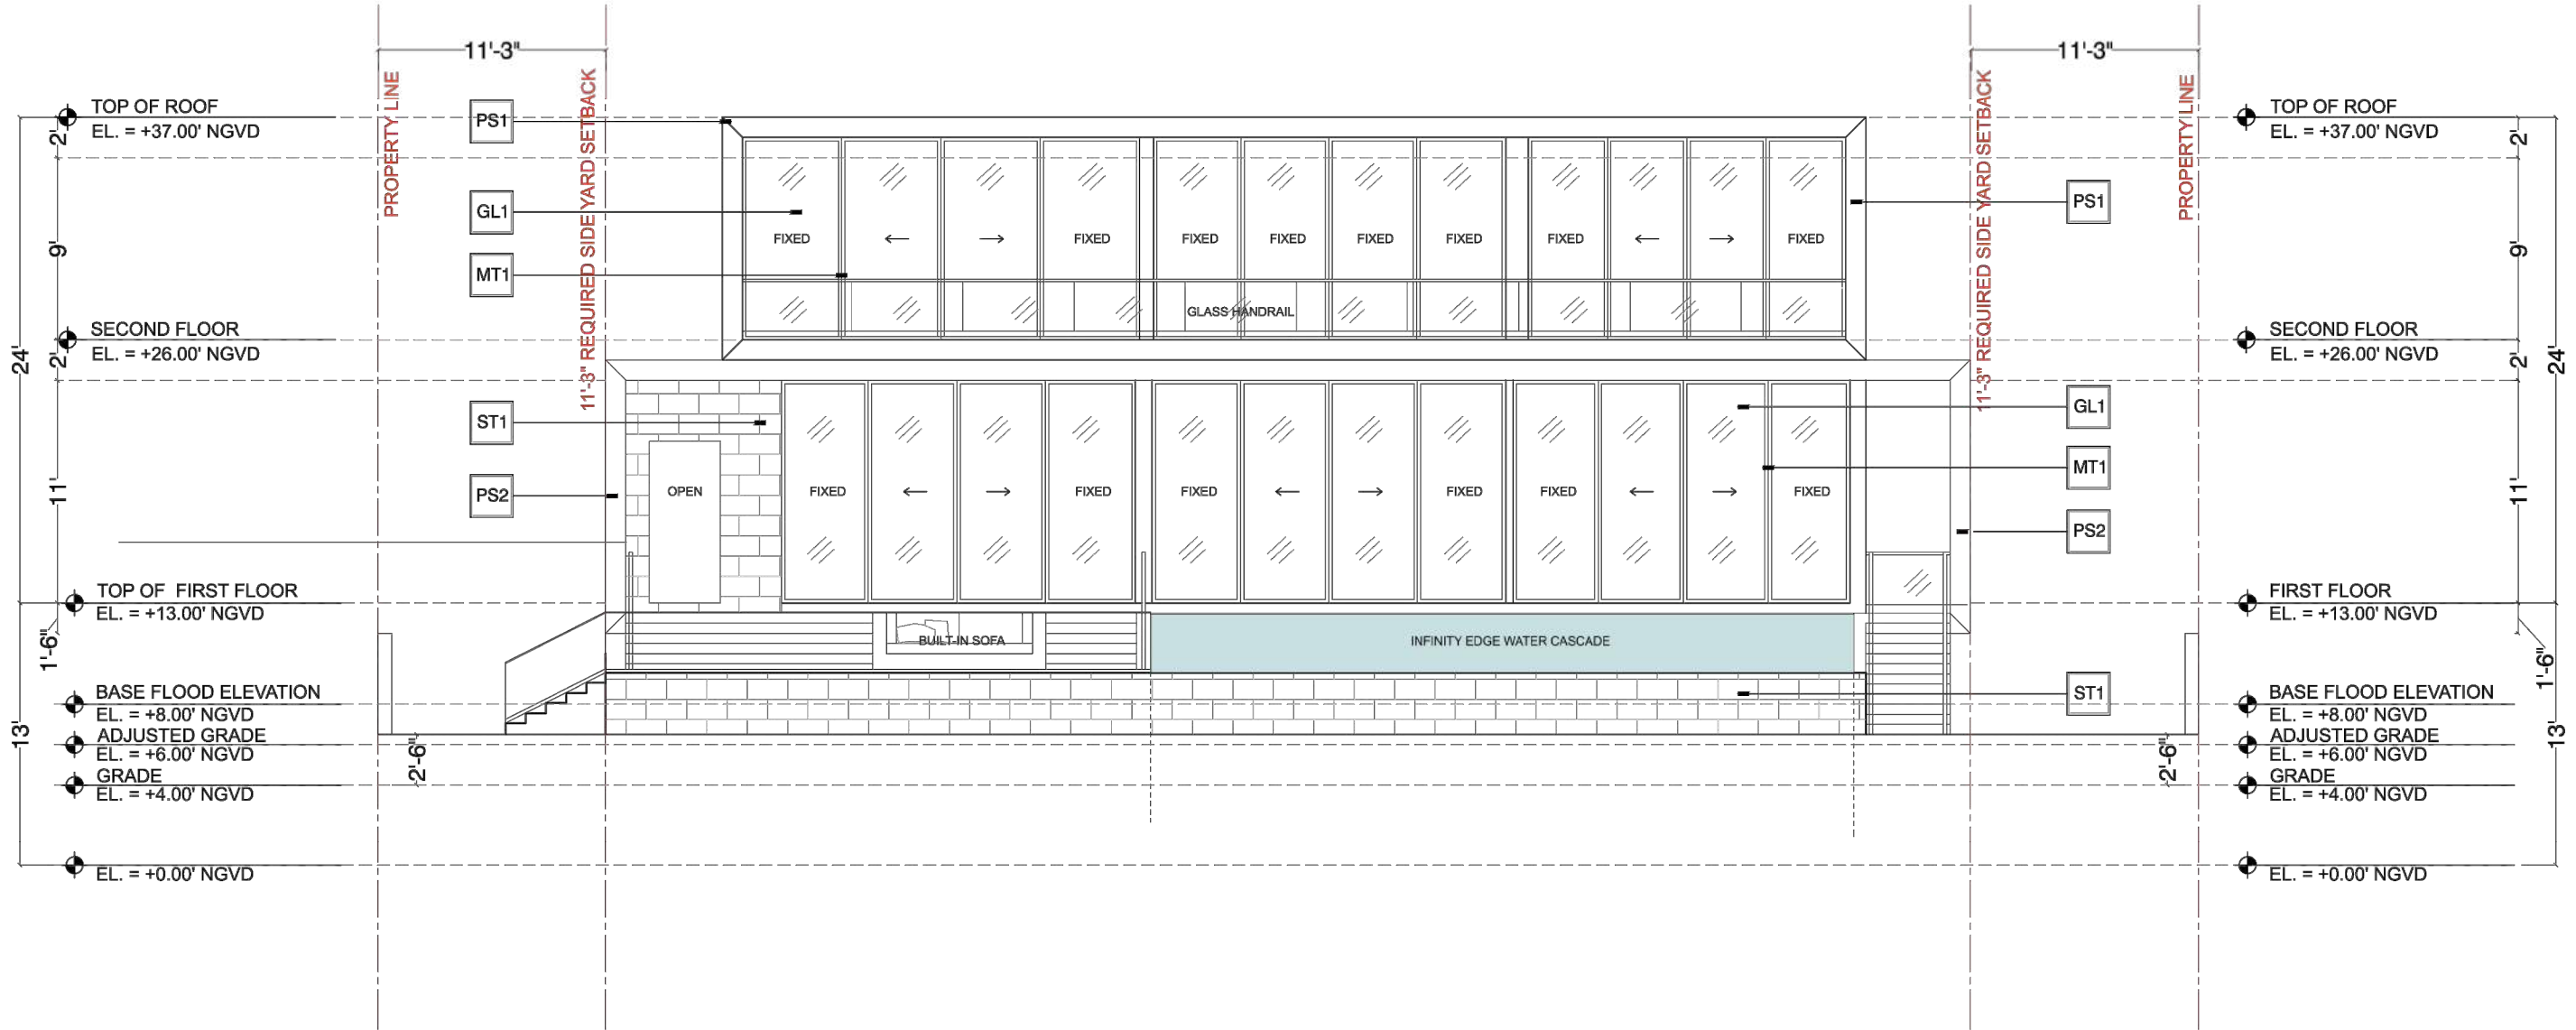 11'-3"
11'-3"
PROPERTY LINE
11'-3" REQUIRED SIDE YARD SETBACK
11'-3" REQUIRED SIDE YARD SETBACK
PROPERTY LINE
TOP OF ROOF
EL. = +37.00' NGVD
2'
PS1
TOP OF ROOF
EL. = +37.00' NGVD
2'
GL1
PS1
9'
FIXED
FIXED
FIXED
FIXED
FIXED
FIXED
FIXED
FIXED
9'
MT1
GLASS HANDRAIL
SECOND FLOOR
EL. = +26.00' NGVD
2'
24'
SECOND FLOOR
EL. = +26.00' NGVD
2'
24'
ST1
GL1
MT1
PS2
11'
OPEN
FIXED
FIXED
FIXED
FIXED
FIXED
FIXED
11'
PS2
TOP OF FIRST FLOOR
EL. = +13.00' NGVD
1'-6"
FIRST FLOOR
EL. = +13.00' NGVD
1'-6"
BUILT-IN SOFA
INFINITY EDGE WATER CASCADE
ST1
BASE FLOOD ELEVATION
EL. = +8.00' NGVD
BASE FLOOD ELEVATION
EL. = +8.00' NGVD
13'
ADJUSTED GRADE
EL. = +6.00' NGVD
2'-6"
2'-6"
ADJUSTED GRADE
EL. = +6.00' NGVD
13'
GRADE
EL. = +4.00' NGVD
GRADE
EL. = +4.00' NGVD
EL. = +0.00' NGVD
EL. = +0.00' NGVD